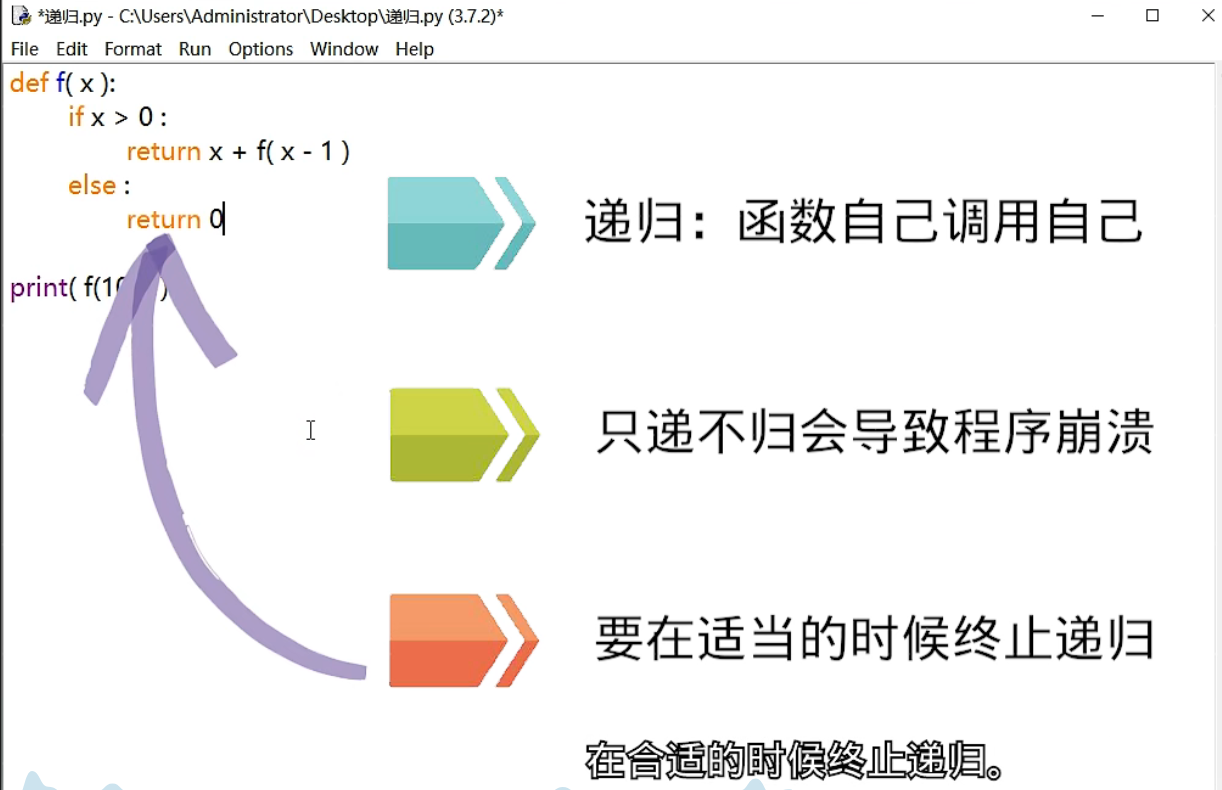 *递归.py - C:\Users\Administrator\Desktop\递归.py (3.7.2)*
File Edit Format Run Options Window Help
def f( x ):
if x > 0 :
return x + f( x - 1 )
else :
return 0
print( f(10 )
递归：函数自己调用自己
只递不归会导致程序崩溃
要在适当的时候终止递归
在合适的时候终止递归。